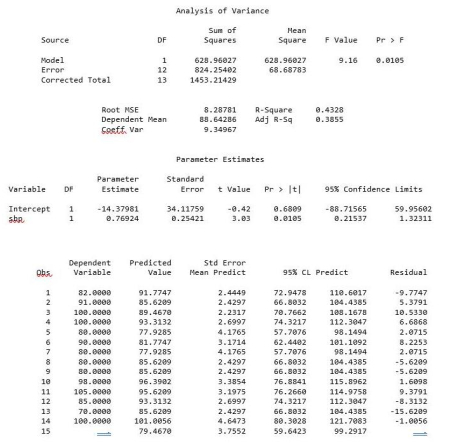 Analysis of Variance
Sum of Mean
Source DF Squares Square F Value Pr > F
Model 1 628.96027 628.96027 9.16 0.0105
Error 12 824.25402 68.68783
Corrected Total 13 1453.21429
Root MSE 8.28781 R-Square 0.4328
Dependent Mean 88.64286 Adj R-Sq 0.3855
Coeff Var 9.34967
Parameter Estimates
Parameter Standard
Variable DF Estimate Error t Value Pr > |t| 95% Confidence Limits
Intercept 1 -14.37981 34.11759 -0.42 0.6809 -88.71565 59.95602
sbp 1 0.76924 0.25421 3.03 0.0105 0.21537 1.32311
Dependent Predicted Std Error
Obs Variable Value Mean Predict 95% CL Predict Residual
1 82.0000 91.7747 2.4449 72.9478 110.6017 -9.7747
2 91.0000 85.6209 2.4297 66.8032 104.4385 5.3791
3 100.0000 89.4670 2.2317 70.7662 108.1678 10.5330
4 100.0000 93.3132 2.6997 74.3217 112.3047 6.6868
5 80.0000 77.9285 4.1765 57.7076 98.1494 2.0715
6 90.0000 81.7747 3.1714 62.4402 101.1092 8.2253
7 80.0000 77.9285 4.1765 57.7076 98.1494 2.0715
8 80.0000 85.6209 2.4297 66.8032 104.4385 -5.6209
9 80.0000 85.6209 2.4297 66.8032 104.4385 -5.6209
10 98.0000 96.3902 3.3854 76.8841 115.8962 1.6098
11 105.0000 95.6209 3.1975 76.2660 114.9758 9.3791
12 85.0000 93.3132 2.6997 74.3217 112.3047 -8.3132
13 70.0000 85.6209 2.4297 66.8032 104.4385 -15.6209
14 100.0000 101.0056 4.6473 80.3028 121.7083 -1.0056
15 . 79.4670 3.7552 59.6423 99.2917 .